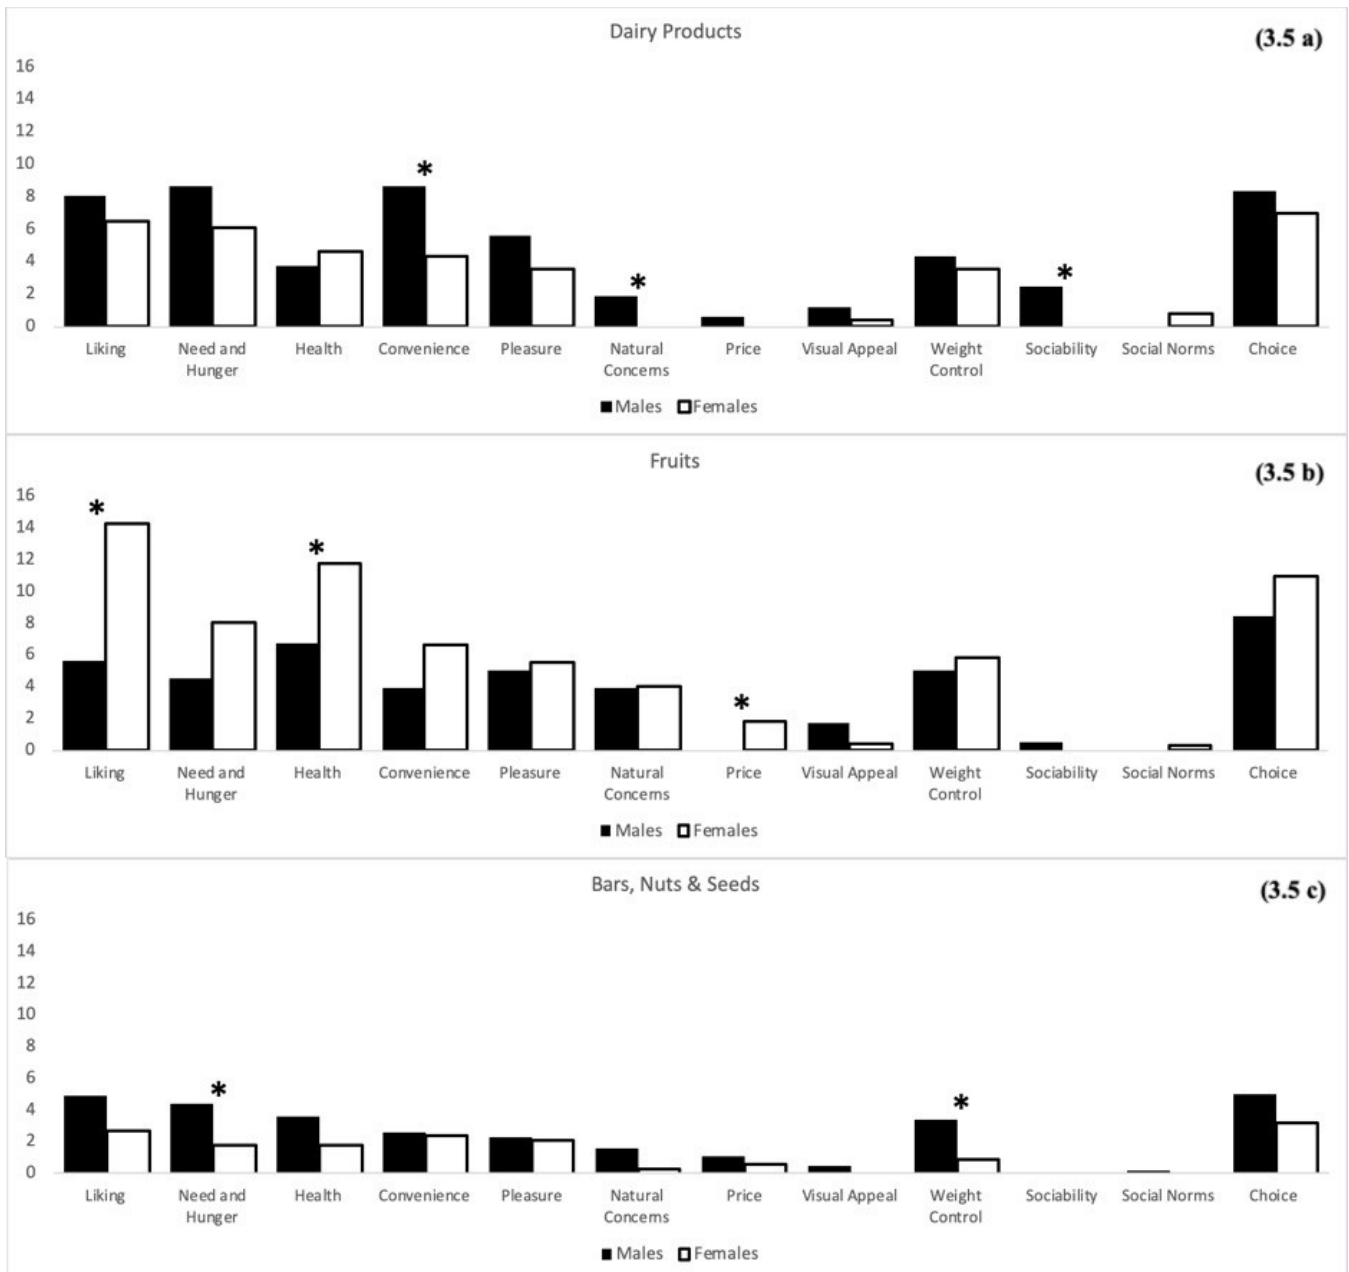 Dairy Products
(3.5 a)
16
14
12
10
8
6
4
2
0
*
*
*
Liking Need and Health Convenience Pleasure Natural Price Visual Appeal Weight Sociability Social Norms Choice
Hunger Concerns Control
Males Females
Fruits
(3.5 b)
16
14
12
10
8
6
4
2
0
*
*
*
Liking Need and Health Convenience Pleasure Natural Price Visual Appeal Weight Sociability Social Norms Choice
Hunger Concerns Control
Males Females
Bars, Nuts & Seeds
(3.5 c)
16
14
12
10
8
6
4
2
0
*
*
Liking Need and Health Convenience Pleasure Natural Price Visual Appeal Weight Sociability Social Norms Choice
Hunger Concerns Control
Males Females